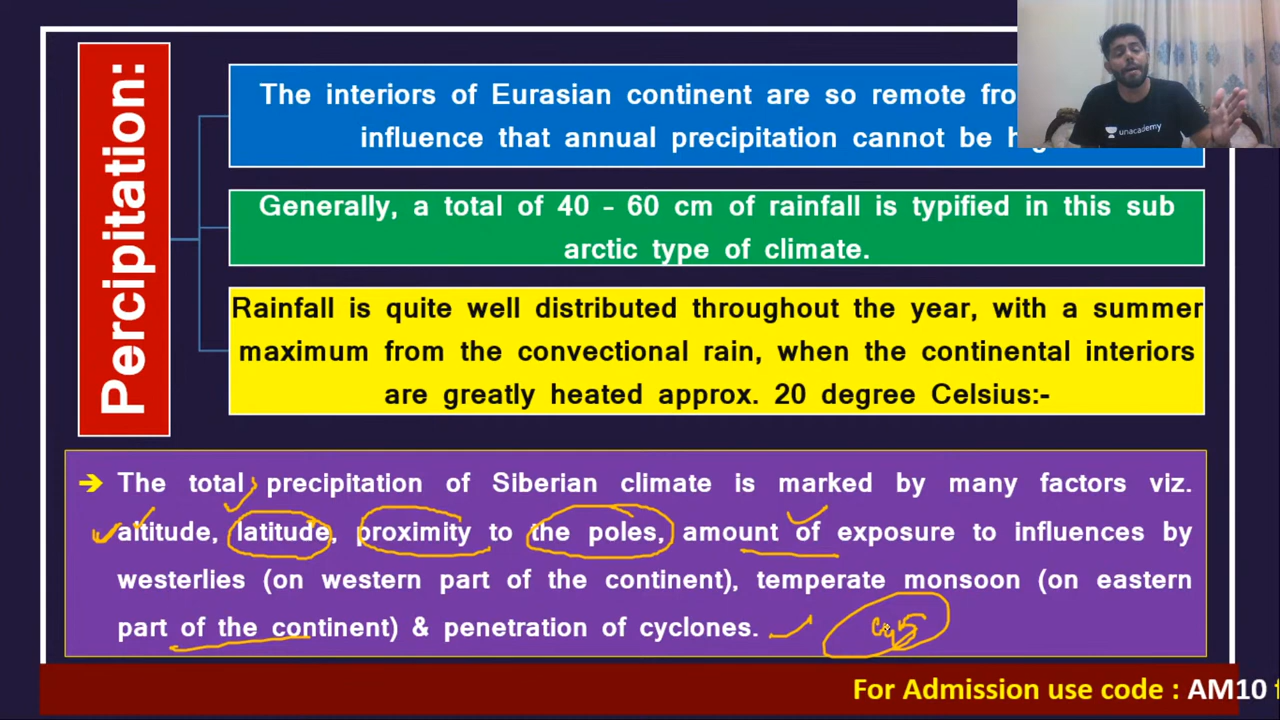 Percipitation:
The interiors of Eurasian continent are so remote
influence that annual precipitation cannot be
Generally, a total of 40 - 60 cm of rainfall is typified in this sub
arctic type of climate.
Rainfall is quite well distributed throughout the year, with a summer
maximum from the convectional rain, when the continental interiors
are greatly heated approx. 20 degree Celsius:-
unacademy
➔ The total precipitation of Siberian climate is marked by many factors viz.
altitude, latitude, proximity to the poles, amount of exposure to influences by
westerlies (on western part of the continent), temperate monsoon (on eastern
part of the continent) & penetration of cyclones.
For Admission use code : AM10